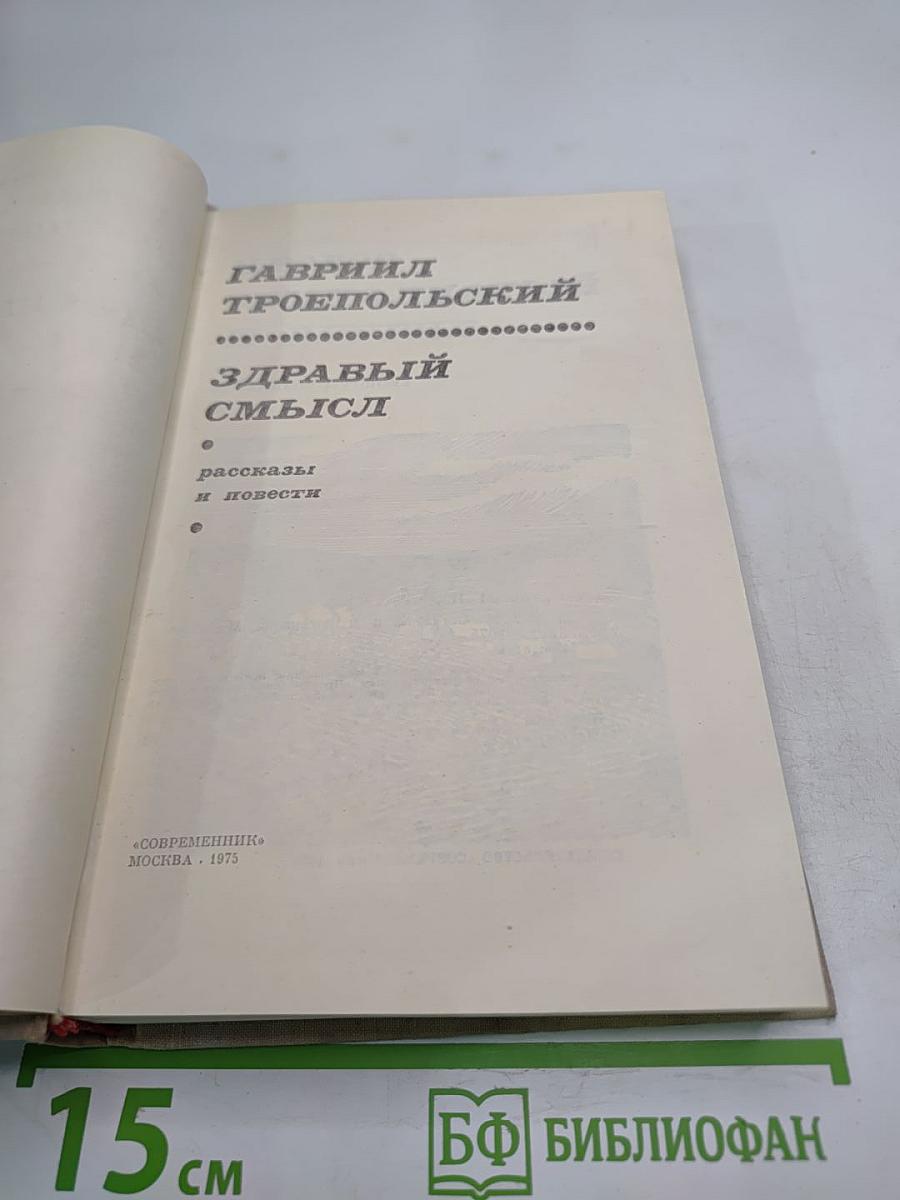 ГАВРИИЛ
ТРОЕПОЛЬСКИЙ
ЗДРАВЫЙ
СМЫСЛ
рассказы
и повести
«СОВРЕМЕННИК»
МОСКВА . 1975
15 см
БФ БИБЛИОФАН